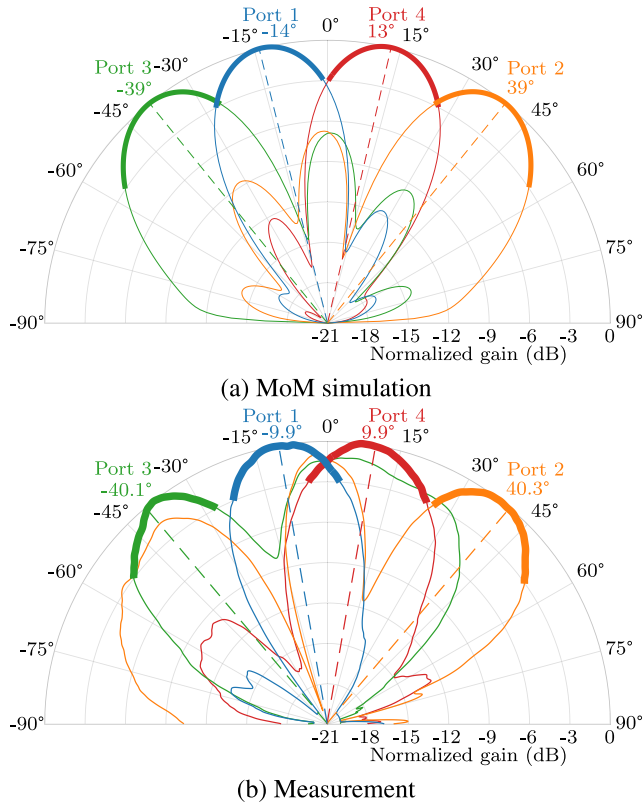 Port 1
-14°
0°
Port 4
13°
-15°
15°
Port 3
-39°
-30°
30°
Port 2
39°
-45°
45°
-60°
60°
-75°
75°
-90°
90°
-21 -18 -15 -12 -9 -6 -3 0
Normalized gain (dB)
(a) MoM simulation
Port 1
-9.9°
0°
Port 4
9.9°
-15°
15°
Port 3
-40.1°
-30°
30°
Port 2
40.3°
-45°
45°
-60°
60°
-75°
75°
-90°
90°
-21 -18 -15 -12 -9 -6 -3 0
Normalized gain (dB)
(b) Measurement